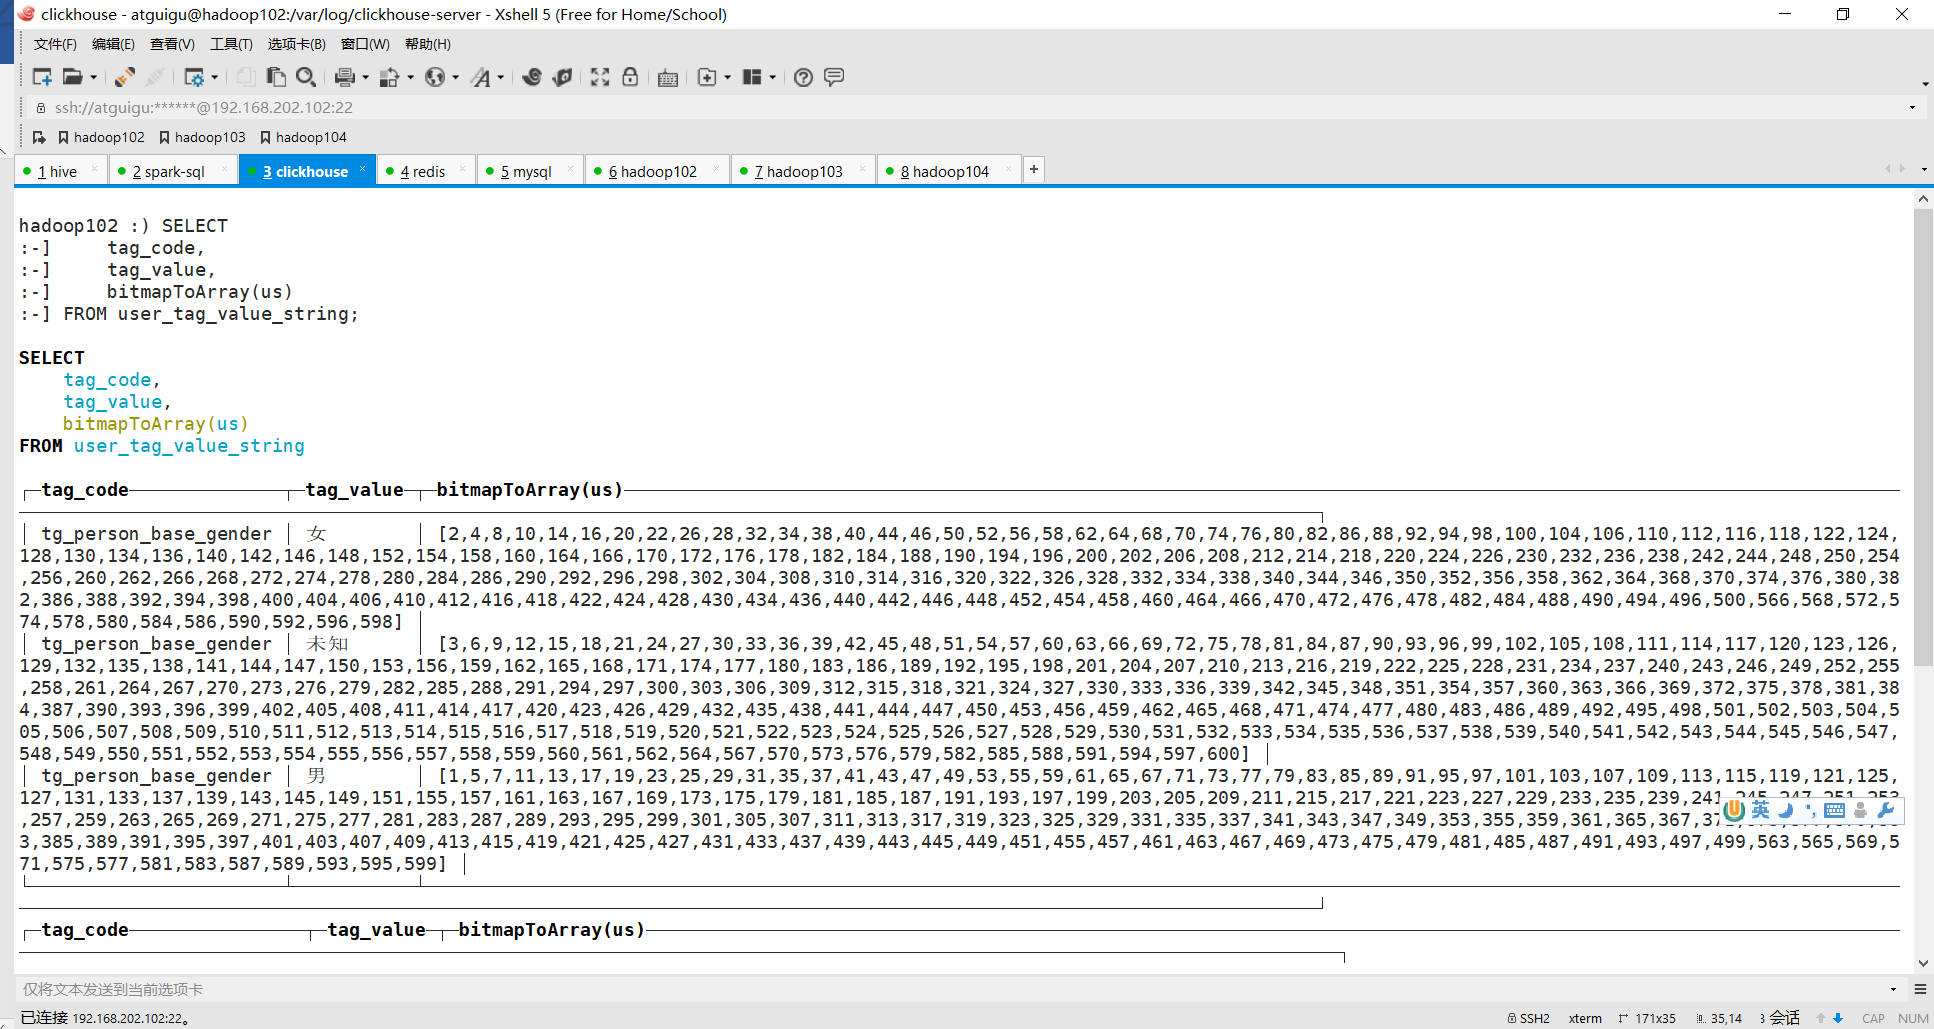 clickhouse - atguigu@hadoop102:/var/log/clickhouse-server - Xshell 5 (Free for Home/School)
文件(F) 编辑(E) 查看(V) 工具(T) 选项卡(B) 窗口(W) 帮助(H)
ssh://atguigu:******@192.168.202.102:22
hadoop102 hadoop103 hadoop104
1 hive 2 spark-sql 3 clickhouse 4 redis 5 mysql 6 hadoop102 7 hadoop103 8 hadoop104
hadoop102 :) SELECT
:-]     tag_code,
:-]     tag_value,
:-]     bitmapToArray(us)
:-] FROM user_tag_value_string;
SELECT
tag_code,
tag_value,
bitmapToArray(us)
FROM user_tag_value_string
tag_code tag_value bitmapToArray(us)
tg_person_base_gender │ 女 │ [2,4,8,10,14,16,20,22,26,28,32,34,38,40,44,46,50,52,56,58,62,64,68,70,74,76,80,82,86,88,92,94,98,100,104,106,110,112,116,118,122,124,
128,130,134,136,140,142,146,148,152,154,158,160,164,166,170,172,176,178,182,184,188,190,194,196,200,202,206,208,212,214,218,220,224,226,230,232,236,238,242,244,248,250,254
,256,260,262,266,268,272,274,278,280,284,286,290,292,296,298,302,304,308,310,314,316,320,322,326,328,332,334,338,340,344,346,350,352,356,358,362,364,368,370,374,376,380,38
2,386,388,392,394,398,400,404,406,410,412,416,418,422,424,428,430,434,436,440,442,446,448,452,454,458,460,464,466,470,472,476,478,482,484,488,490,494,496,500,566,568,572,5
74,578,580,584,586,590,592,596,598] │
tg_person_base_gender │ 未知 │ [3,6,9,12,15,18,21,24,27,30,33,36,39,42,45,48,51,54,57,60,63,66,69,72,75,78,81,84,87,90,93,96,99,102,105,108,111,114,117,120,123,126,
129,132,135,138,141,144,147,150,153,156,159,162,165,168,171,174,177,180,183,186,189,192,195,198,201,204,207,210,213,216,219,222,225,228,231,234,237,240,243,246,249,252,255
,258,261,264,267,270,273,276,279,282,285,288,291,294,297,300,303,306,309,312,315,318,321,324,327,330,333,336,339,342,345,348,351,354,357,360,363,366,369,372,375,378,381,38
4,387,390,393,396,399,402,405,408,411,414,417,420,423,426,429,432,435,438,441,444,447,450,453,456,459,462,465,468,471,474,477,480,483,486,489,492,495,498,501,502,503,504,5
05,506,507,508,509,510,511,512,513,514,515,516,517,518,519,520,521,522,523,524,525,526,527,528,529,530,531,532,533,534,535,536,537,538,539,540,541,542,543,544,545,546,547,
548,549,550,551,552,553,554,555,556,557,558,559,560,561,562,564,567,570,573,576,579,582,585,588,591,594,597,600] │
tg_person_base_gender │ 男 │ [1,5,7,11,13,17,19,23,25,29,31,35,37,41,43,47,49,53,55,59,61,65,67,71,73,77,79,83,85,89,91,95,97,101,103,107,109,113,115,119,121,125,
127,131,133,137,139,143,145,149,151,155,157,161,163,167,169,173,175,179,181,185,187,191,193,197,199,203,205,209,211,215,217,221,223,227,229,233,235,239,241
英
,257,259,263,265,269,271,275,277,281,283,287,289,293,295,299,301,305,307,311,313,317,319,323,325,329,331,335,337,341,343,347,349,353,355,359,361,365,367
3,385,389,391,395,397,401,403,407,409,413,415,419,421,425,427,431,433,437,439,443,445,449,451,455,457,461,463,467,469,473,475,479,481,485,487,491,493,497,499,563,565,569,5
71,575,577,581,583,587,589,593,595,599] │
tag_code tag_value bitmapToArray(us)
仅将文本发送到当前选项卡
已连接 192.168.202.102:22。 SSH2 xterm 171x35 35,14 3 会话 CAP NUM